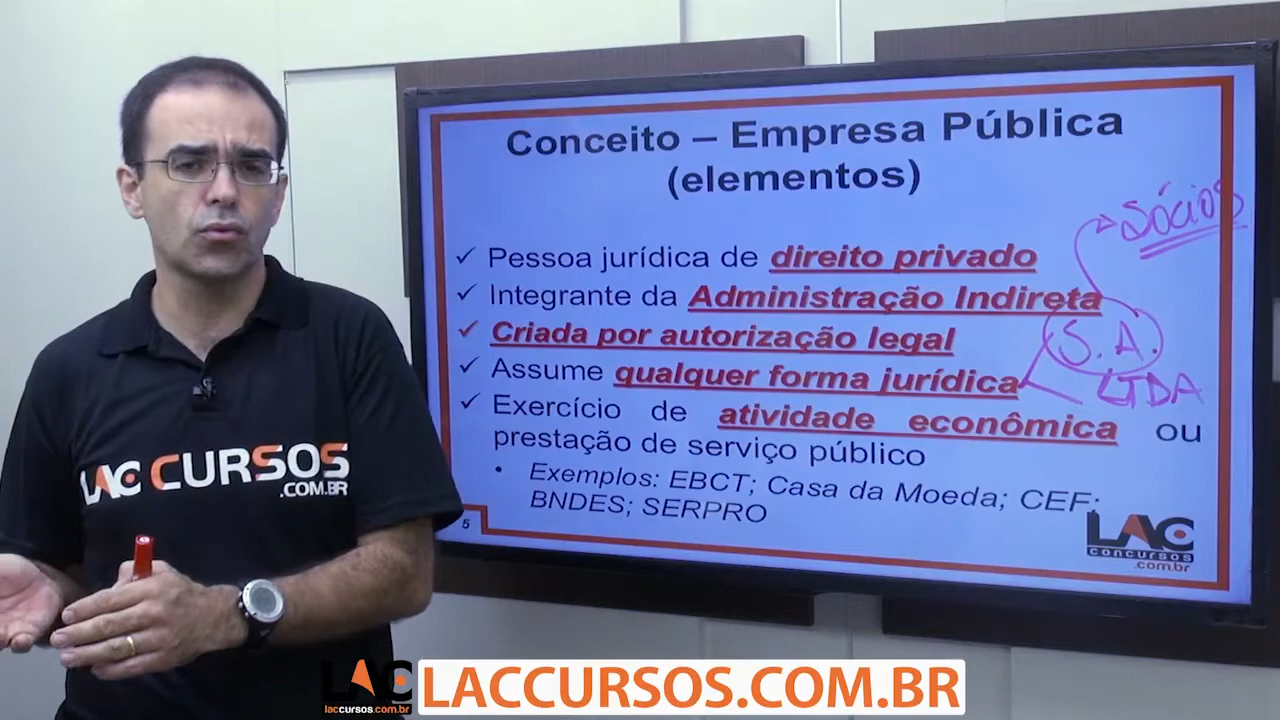 Conceito – Empresa Pública
(elementos)
Sócios
✓ Pessoa jurídica de direito privado
✓ Integrante da Administração Indireta
✓ Criada por autorização legal
S.A.
✓ Assume qualquer forma jurídica
LTDA
✓ Exercício de atividade econômica ou
prestação de serviço público
• Exemplos: EBCT; Casa da Moeda; CEF;
BNDES; SERPRO
5
LAC
concursos
.com.br
LAC CURSOS
.COM.BR
LAC
laccursos.com.br
LACCURSOS.COM.BR